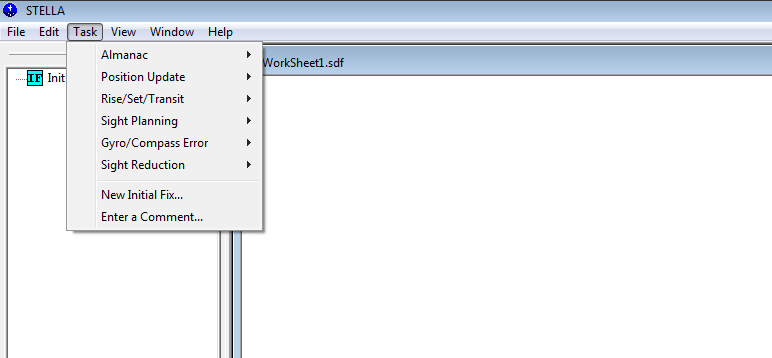 STELLA
File Edit Task View Window Help
Almanac
WorkSheet1.sdf
IF Init
Position Update
Rise/Set/Transit
Sight Planning
Gyro/Compass Error
Sight Reduction
New Initial Fix...
Enter a Comment...